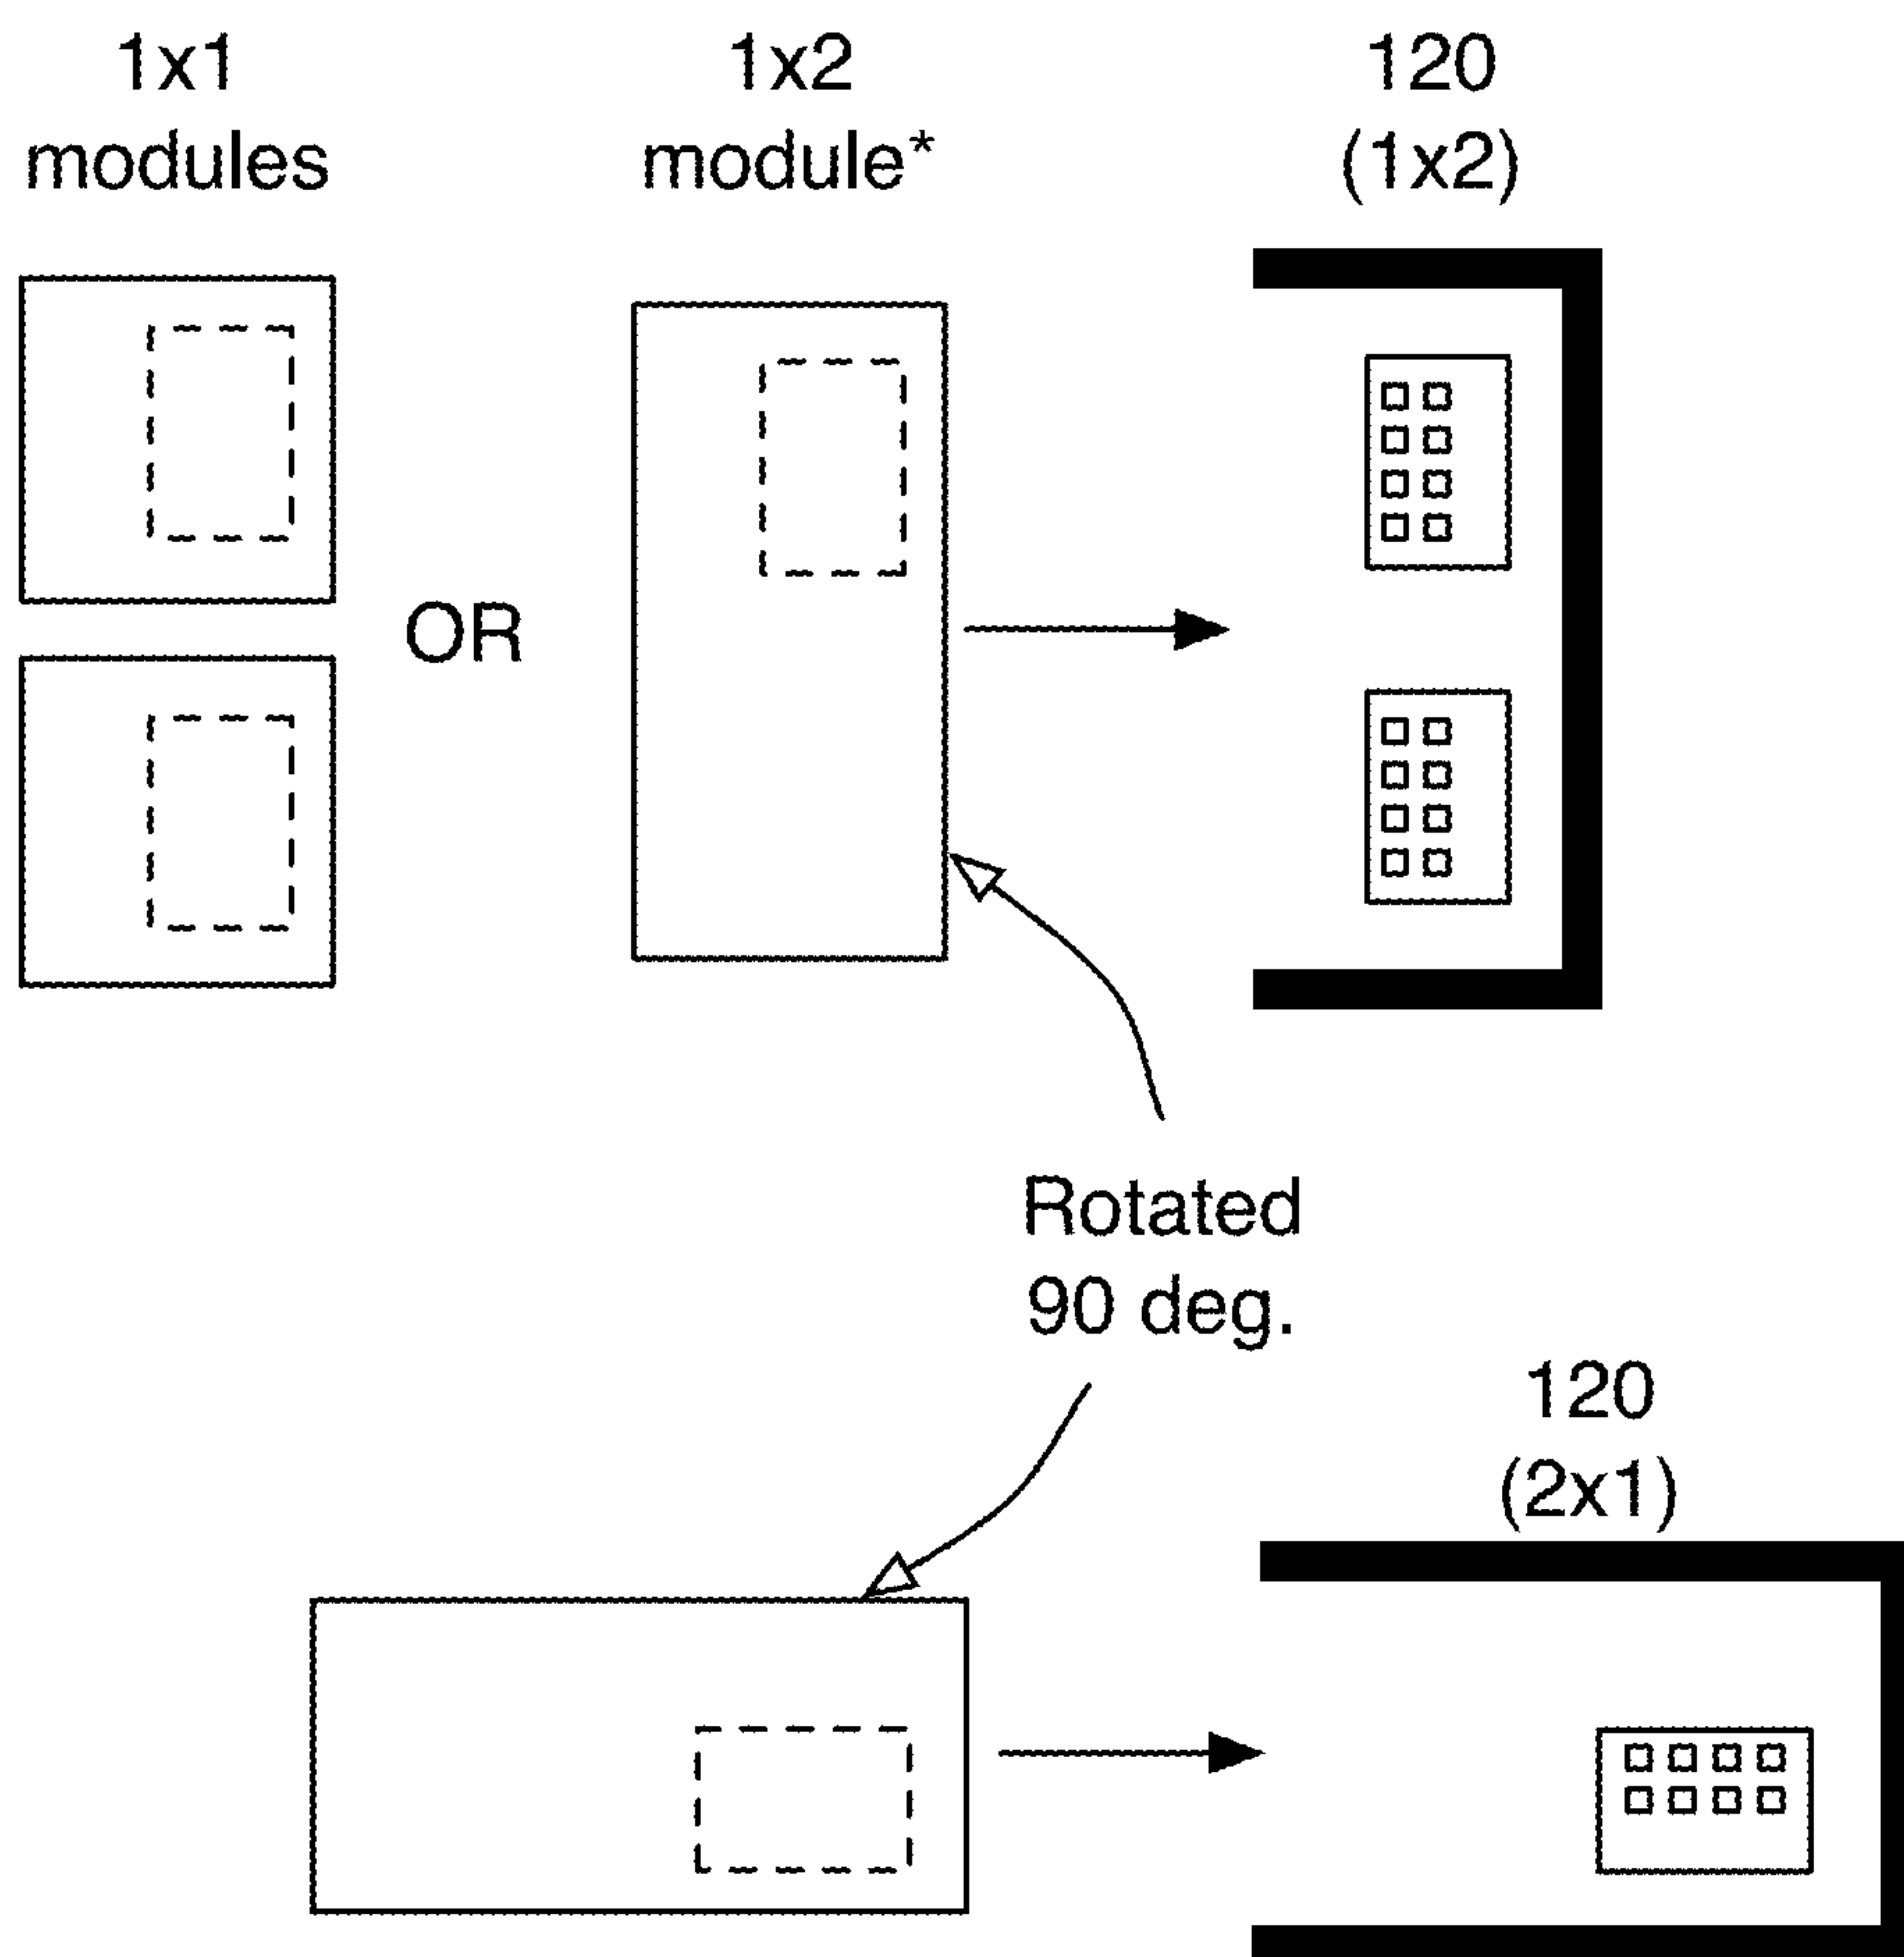 1x1
modules
1x2
module*
120
(1x2)
OR
Rotated
90 deg.
120
(2x1)